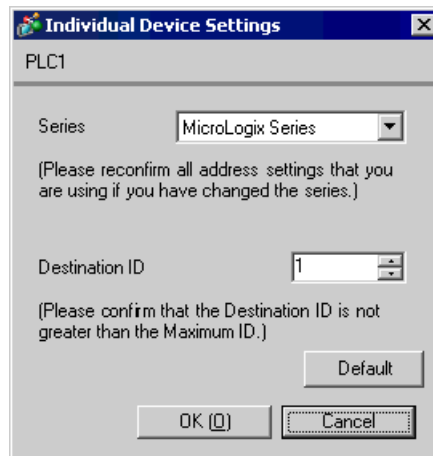 Individual Device Settings
PLC1
Series MicroLogix Series
(Please reconfirm all address settings that you
are using if you have changed the series.)
Destination ID 1
(Please confirm that the Destination ID is not
greater than the Maximum ID.)
Default
OK (O) Cancel